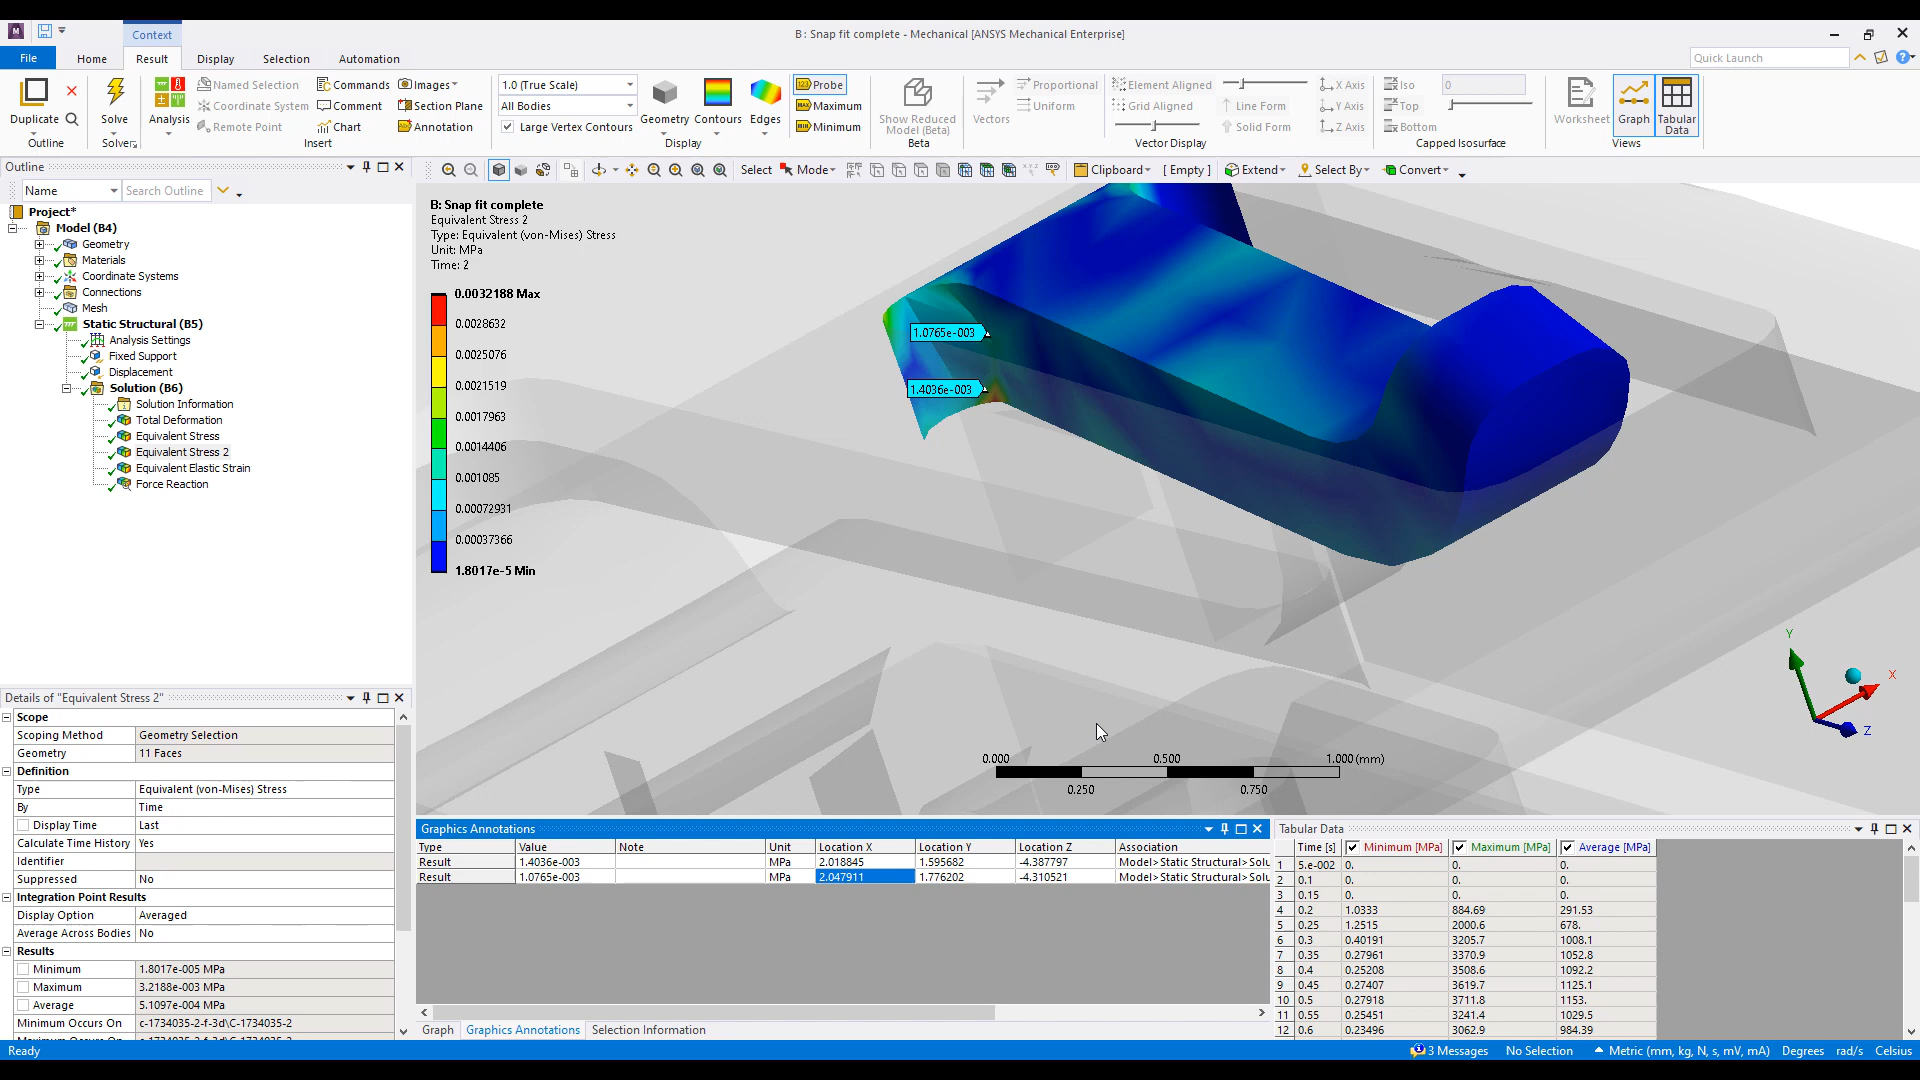 Context
B : Snap fit complete - Mechanical [ANSYS Mechanical Enterprise]
File Home Result Display Selection Automation
Quick Launch
Duplicate
Outline
Solve
Solver
Analysis
Named Selection
Coordinate System
Remote Point
Commands
Comment
Chart
Images
Section Plane
Annotation
Insert
1.0 (True Scale)
All Bodies
Large Vertex Contours
Geometry
Contours
Edges
Display
Probe
Maximum
Minimum
Show Reduced
Model (Beta)
Beta
Vectors
Proportional
Uniform
Element Aligned
Grid Aligned
Line Form
Solid Form
X Axis
Y Axis
Z Axis
Vector Display
Iso
Top
Bottom
0
Capped Isosurface
Worksheet
Graph
Tabular
Data
Views
Outline
Name
Search Outline
Select Mode Clipboard [ Empty ] Extend Select By Convert
Project*
Model (B4)
Geometry
Materials
Coordinate Systems
Connections
Mesh
Static Structural (B5)
Analysis Settings
Fixed Support
Displacement
Solution (B6)
Solution Information
Total Deformation
Equivalent Stress
Equivalent Stress 2
Equivalent Elastic Strain
Force Reaction
B: Snap fit complete
Equivalent Stress 2
Type: Equivalent (von-Mises) Stress
Unit: MPa
Time: 2
0.0032188 Max
0.0028632
0.0025076
0.0021519
0.0017963
0.0014406
0.001085
0.00072931
0.00037366
1.8017e-5 Min
1.0765e-003
1.4036e-003
Y
X
Z
0.000 0.500 1.000 (mm)
0.250 0.750
Details of "Equivalent Stress 2"
Scope
Scoping Method Geometry Selection
Geometry 11 Faces
Definition
Type Equivalent (von-Mises) Stress
By Time
Display Time Last
Calculate Time History Yes
Identifier
Suppressed No
Integration Point Results
Display Option Averaged
Average Across Bodies No
Results
Minimum 1.8017e-005 MPa
Maximum 3.2188e-003 MPa
Average 5.1097e-004 MPa
Minimum Occurs On c-1734035-2-f-3d\C-1734035-2
Graphics Annotations
Type Value Note Unit Location X Location Y Location Z Association
Result 1.4036e-003 MPa 2.018845 1.595682 -4.387797 Model>Static Structural>Solu
Result 1.0765e-003 MPa 2.047911 1.776202 -4.310521 Model>Static Structural>Solu
Graph Graphics Annotations Selection Information
Tabular Data
Time [s] Minimum [MPa] Maximum [MPa] Average [MPa]
1 5.e-002 0. 0. 0.
2 0.1 0. 0. 0.
3 0.15 0. 0. 0.
4 0.2 1.0333 884.69 291.53
5 0.25 1.2515 2000.6 678.
6 0.3 0.40191 3205.7 1008.1
7 0.35 0.27961 3370.9 1052.8
8 0.4 0.25208 3508.6 1092.2
9 0.45 0.27407 3619.7 1125.1
10 0.5 0.27918 3711.8 1153.
11 0.55 0.25451 3241.4 1029.5
12 0.6 0.23496 3062.9 984.39
Ready
3 Messages No Selection Metric (mm, kg, N, s, mV, mA) Degrees rad/s Celsius